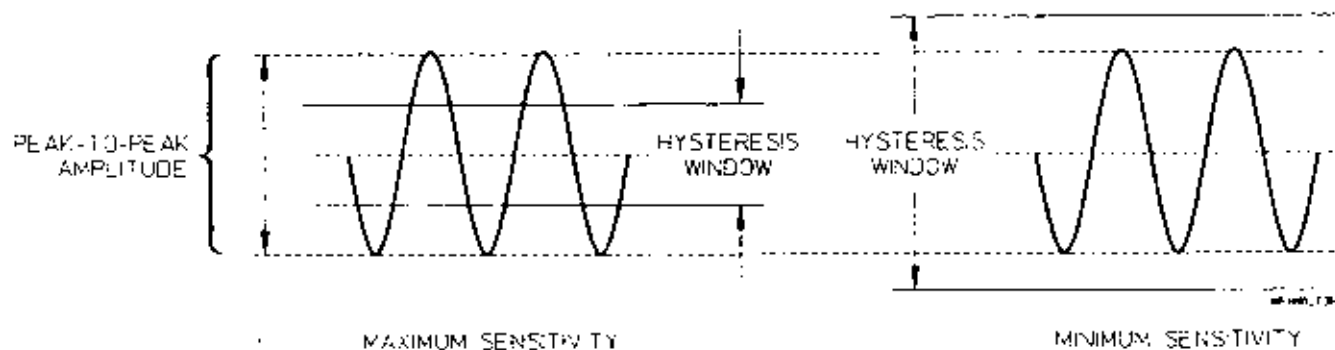 PEAK-TO-PEAK
AMPLITUDE
HYSTERESIS
WINDOW
HYSTERESIS
WINDOW
MAXIMUM SENSITIVITY
MINIMUM SENSITIVITY